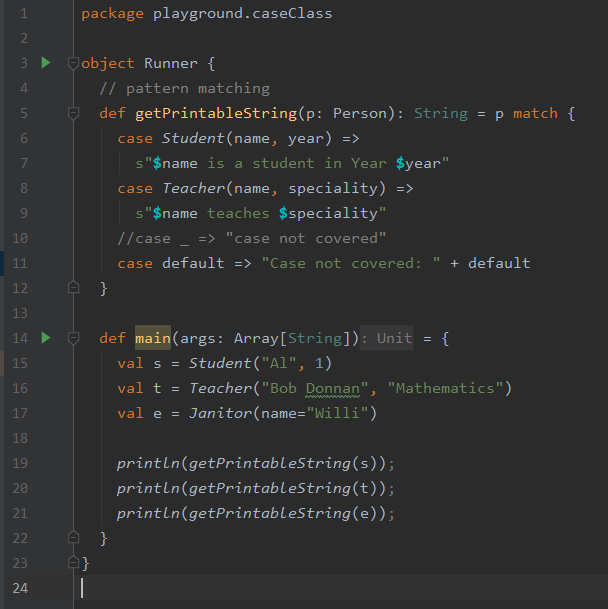 1 package playground.caseClass
2
3 object Runner {
4 // pattern matching
5 def getPrintableString(p: Person): String = p match {
6 case Student(name, year) =>
7 s"$name is a student in Year $year"
8 case Teacher(name, speciality) =>
9 s"$name teaches $speciality"
10 //case _ => "case not covered"
11 case default => "Case not covered: " + default
12 }
13
14 def main(args: Array[String]): Unit = {
15 val s = Student("Al", 1)
16 val t = Teacher("Bob Donnan", "Mathematics")
17 val e = Janitor(name="Willi")
18
19 println(getPrintableString(s));
20 println(getPrintableString(t));
21 println(getPrintableString(e));
22 }
23 }
24